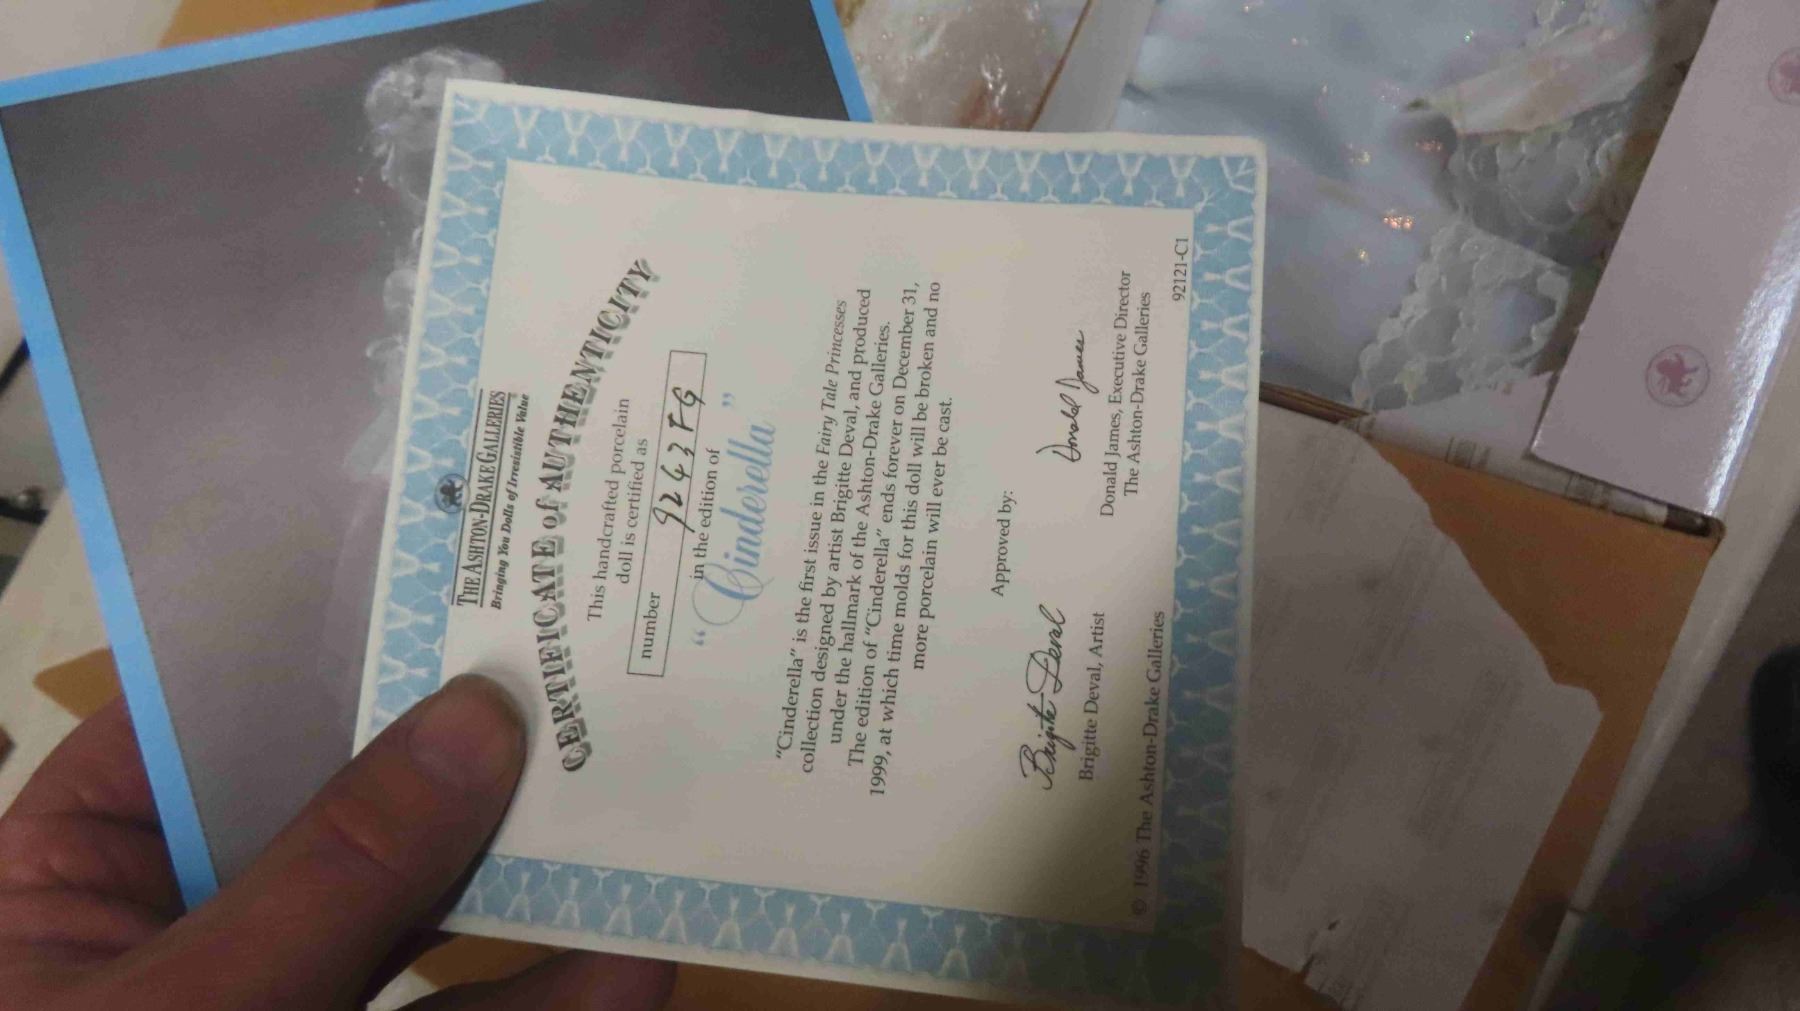 THE ASHTON-DRAKE GALLERIES
Bringing You Dolls of Irresistible Value
CERTIFICATE of AUTHENTICITY
This handcrafted porcelain
doll is certified as
number 9243FG
in the edition of
“Cinderella”
“Cinderella” is the first issue in the Fairy Tale Princesses
collection designed by artist Brigitte Deval, and produced
under the hallmark of the Ashton-Drake Galleries.
The edition of “Cinderella” ends forever on December 31,
1999, at which time molds for this doll will be broken and no
more porcelain will ever be cast.
Approved by:
Brigitte Deval
Donald James
Brigitte Deval, Artist
Donald James, Executive Director
The Ashton-Drake Galleries
© 1996 The Ashton-Drake Galleries
92121-C1